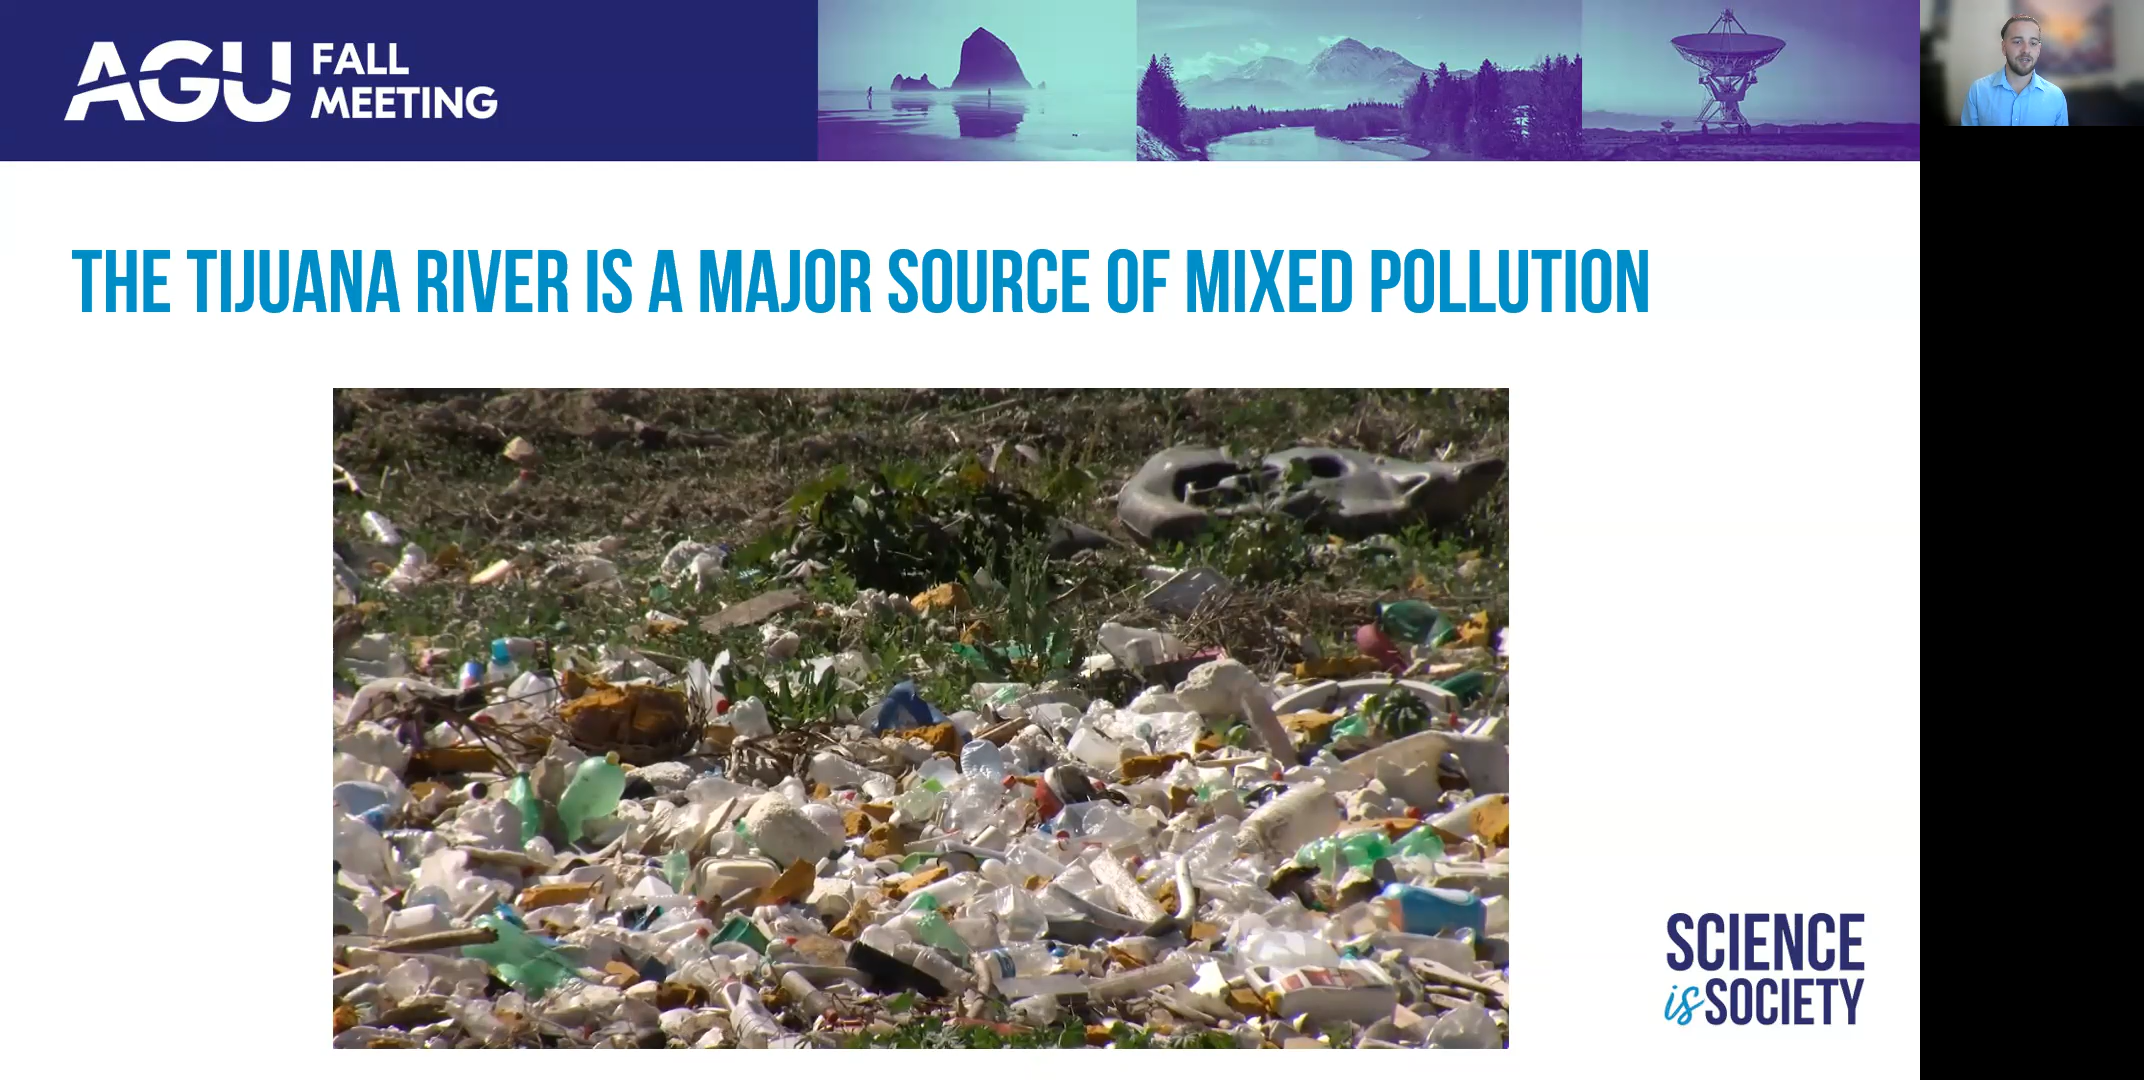 AGU FALL
MEETING
THE TIJUANA RIVER IS A MAJOR SOURCE OF MIXED POLLUTION
SCIENCE
is SOCIETY